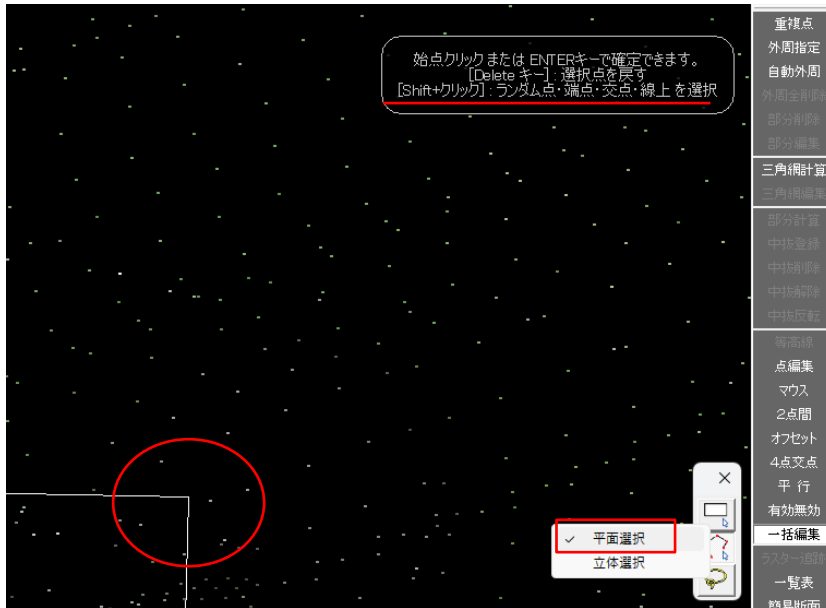 始点クリック または ENTERキーで確定できます。
[Delete キー] : 選択点を戻す
[Shift+クリック] : ランダム点・端点・交点・線上 を選択
重複点
外周指定
自動外周
外周全削除
部分削除
部分編集
三角網計算
三角網編集
部分計算
中抜登録
中抜削除
中抜解除
中抜反転
等高線
点編集
マウス
2点間
オフセット
4点交点
平 行
有効無効
一括編集
ラスター追跡
一覧表
簡易断面
平面選択
立体選択